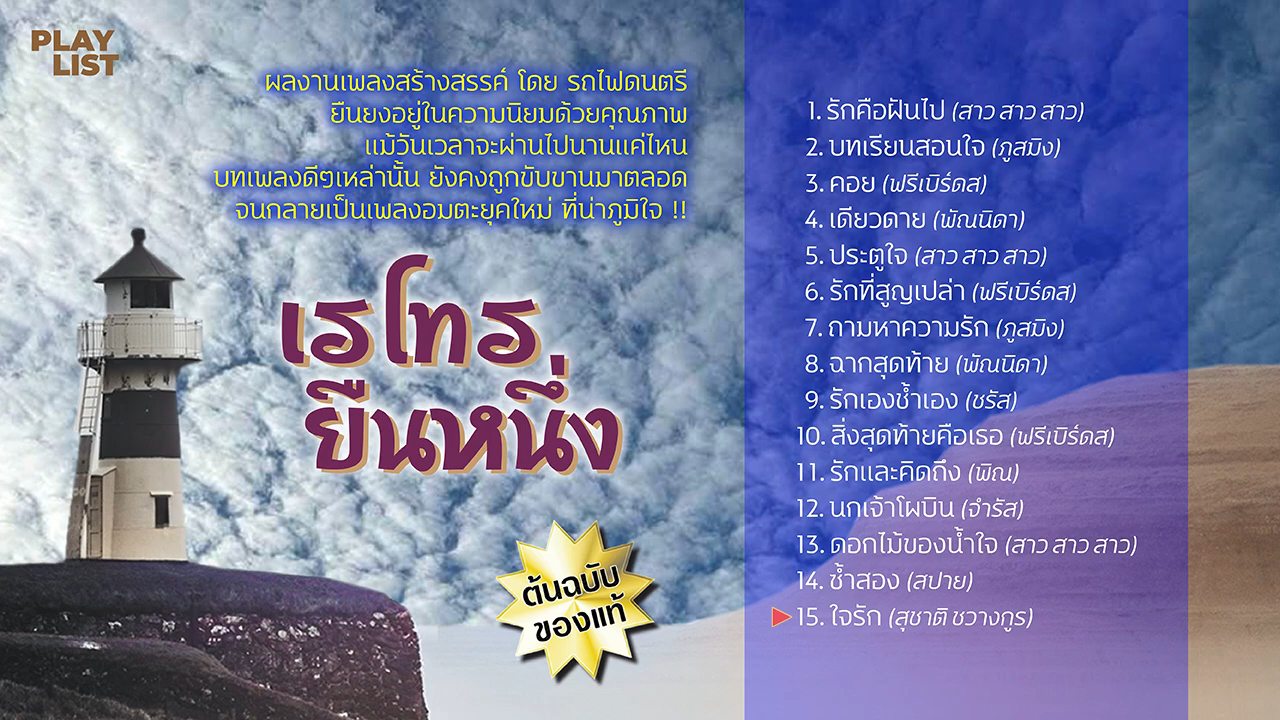 PLAY
LIST
ผลงานเพลงสร้างสรรค์ โดย รถไฟดนตรี
ยืนยงอยู่ในความนิยมด้วยคุณภาพ
แม้วันเวลาจะผ่านไปนานแค่ไหน
บทเพลงดีๆเหล่านั้น ยังคงถูกขับขานมาตลอด
จนกลายเป็นเพลงอมตะยุคใหม่ ที่น่าภูมิใจ !!
เรโทร
ยืนหนึ่ง
ต้นฉบับ
ของแท้
1. รักคือฝันไป (สาว สาว สาว)
2. บทเรียนสอนใจ (ภูสมิง)
3. คอย (ฟรีเบิร์ดส)
4. เดียวดาย (พัณนิดา)
5. ประตูใจ (สาว สาว สาว)
6. รักที่สูญเปล่า (ฟรีเบิร์ดส)
7. ถามหาความรัก (ภูสมิง)
8. ฉากสุดท้าย (พัณนิดา)
9. รักเองช้ำเอง (ชรัส)
10. สิ่งสุดท้ายคือเธอ (ฟรีเบิร์ดส)
11. รักและคิดถึง (พิณ)
12. นกเจ้าโผบิน (จำรัส)
13. ดอกไม้ของน้ำใจ (สาว สาว สาว)
14. ซ้ำสอง (สปาย)
15. ใจรัก (สุชาติ ชวางกูร)